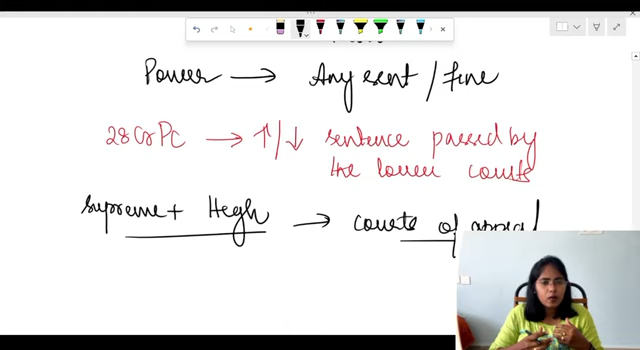 Power → Any sent / fine
28 CrPC → ↑/↓ sentence passed by
the lower courts
Supreme + High → courts of appeal